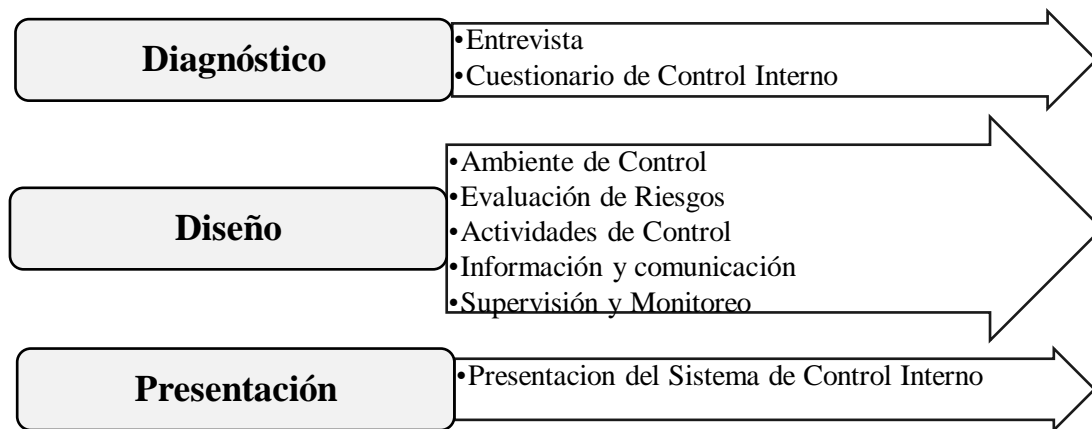 Diagnóstico
•Entrevista
•Cuestionario de Control Interno
Diseño
•Ambiente de Control
•Evaluación de Riesgos
•Actividades de Control
•Información y comunicación
•Supervisión y Monitoreo
Presentación
•Presentacion del Sistema de Control Interno